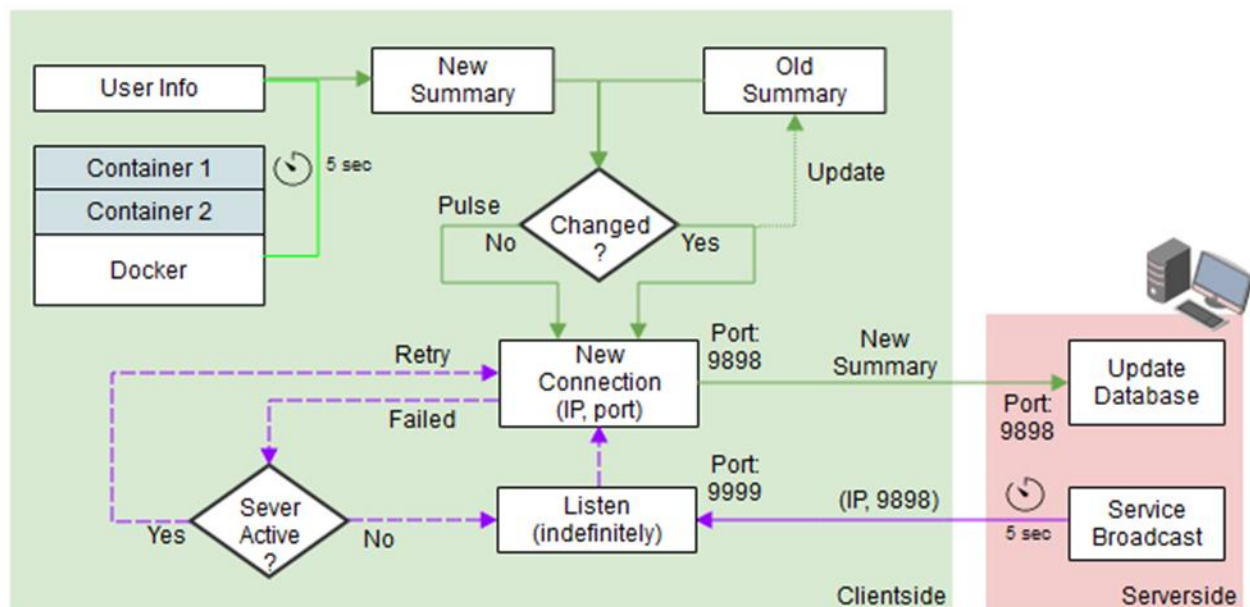 User Info
New
Summary
Old
Summary
Container 1
Container 2
Docker
5 sec
Update
Pulse
No
Changed
?
Yes
Retry
Failed
New
Connection
(IP, port)
Port:
9898
New
Summary
Port:
9898
Update
Database
Sever
Active
?
Yes
No
Listen
(indefinitely)
Port:
9999
(IP, 9898)
5 sec
Service
Broadcast
Clientside
Serverside